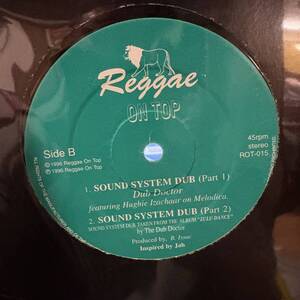 Reggae
ON TOP
Side B
45rpm
stereo
ROT-015
℗ 1996 Reggae On Top
© 1996 Reggae On Top
1. SOUND SYSTEM DUB (Part 1)
Dub Doctor
featuring Hughie Izachaar on Melodica.
2. SOUND SYSTEM DUB (Part 2)
SOUND SYSTEM DUB TAKEN FROM THE ALBUM "ZULU DANCE"
by The Dub Doctor
Produced by,
Inspired by Jah